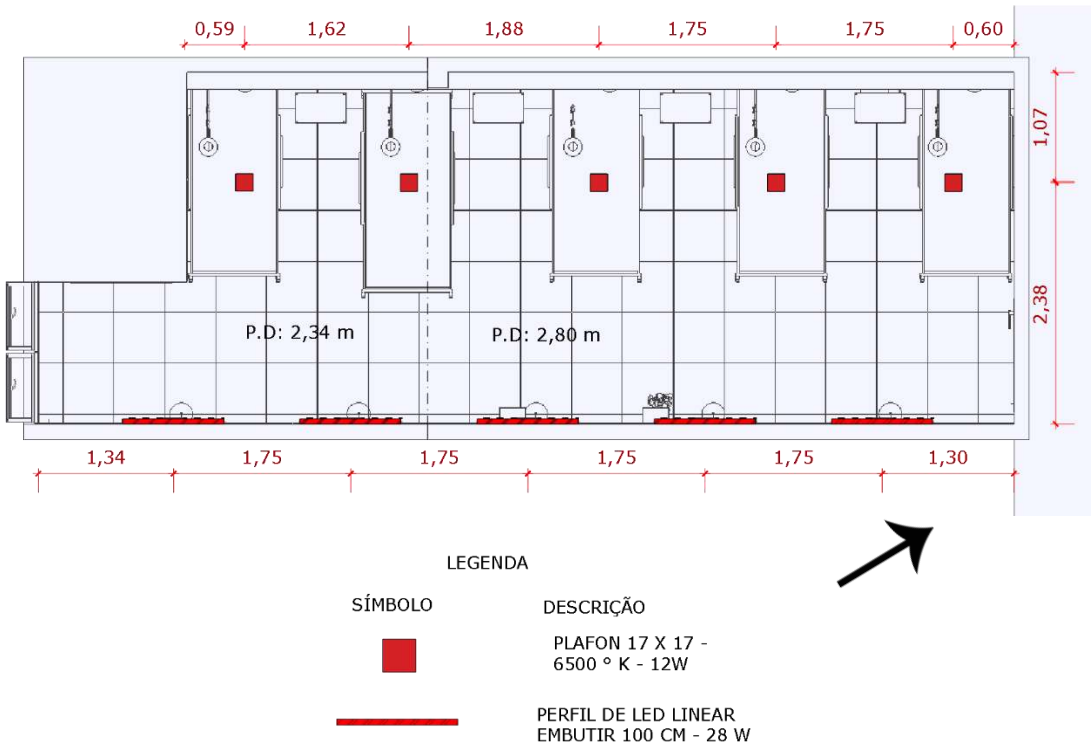 0,59 1,62 1,88 1,75 1,75 0,60
1,07
2,38
P.D: 2,34 m P.D: 2,80 m
1,34 1,75 1,75 1,75 1,75 1,30
LEGENDA
SÍMBOLO DESCRIÇÃO
PLAFON 17 X 17 -
6500 ° K - 12W
PERFIL DE LED LINEAR
EMBUTIR 100 CM - 28 W